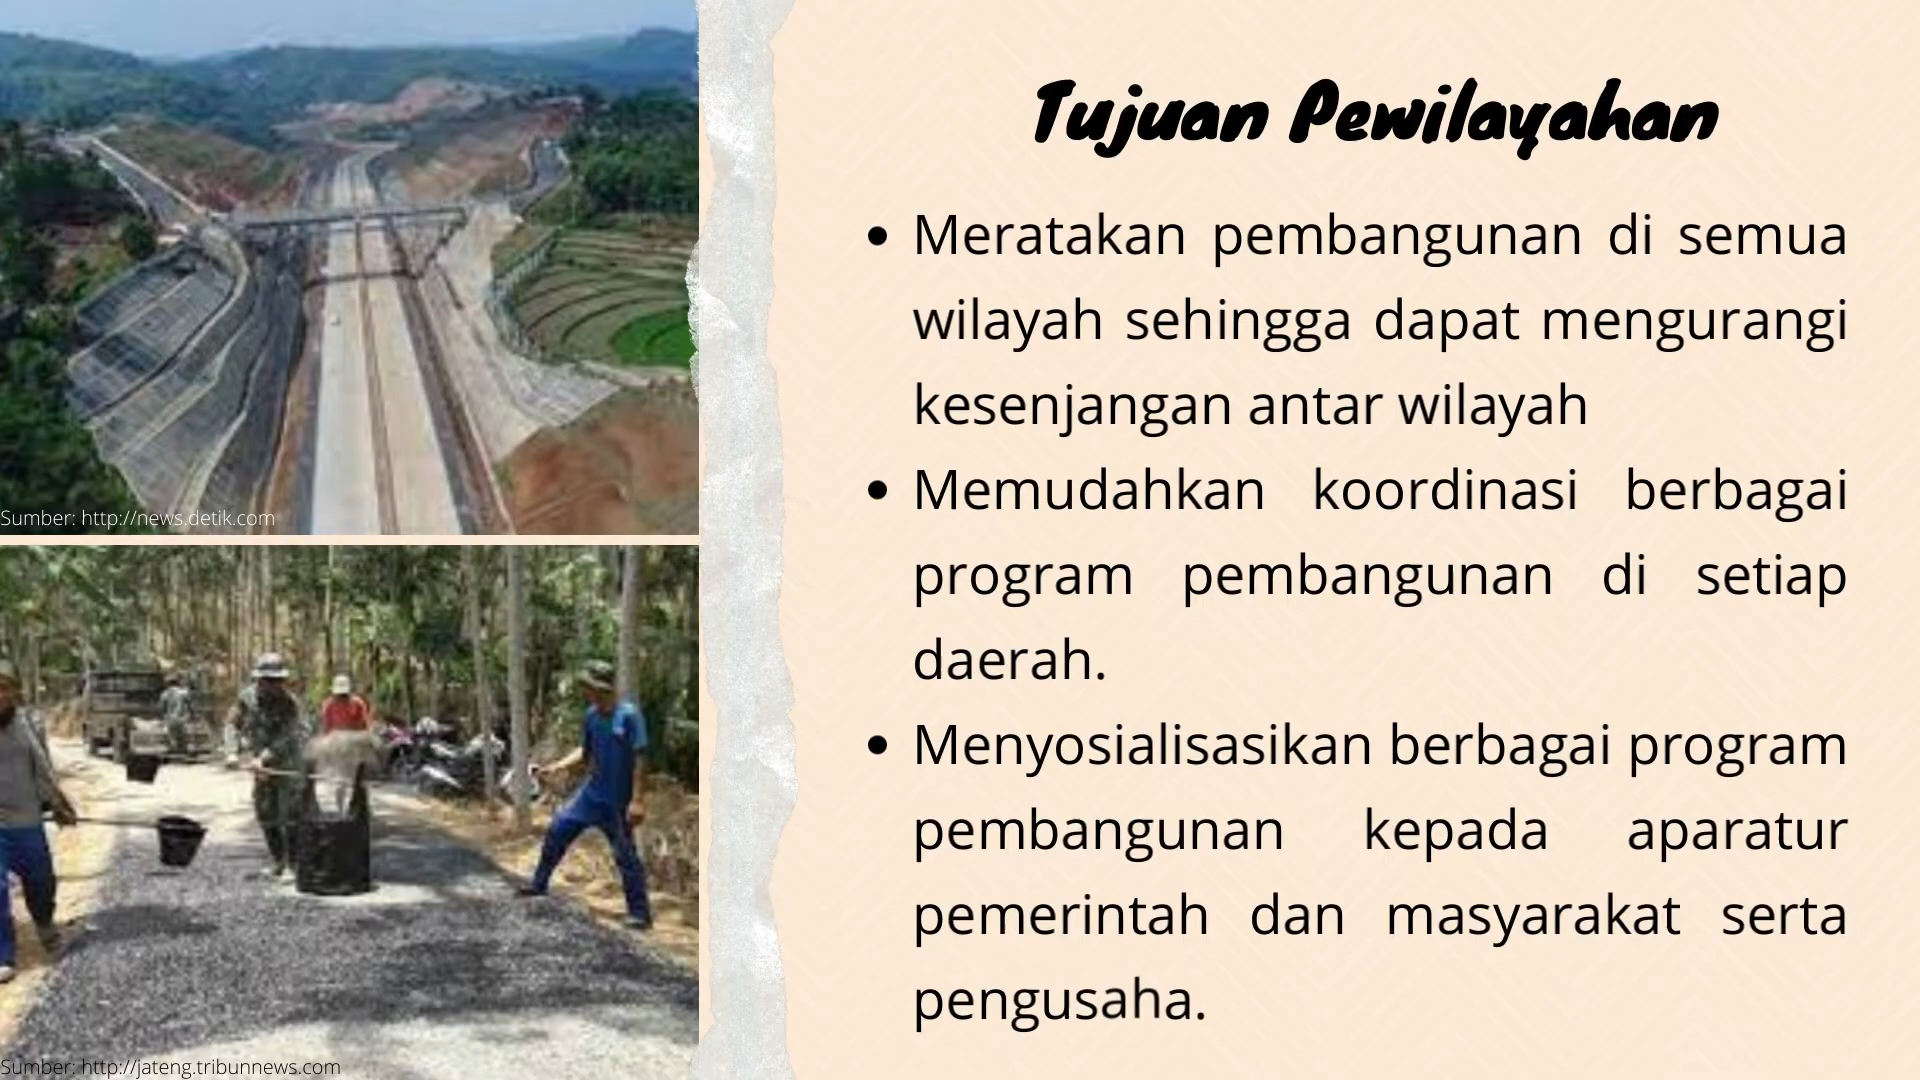 Tujuan Pewilayahan
Meratakan pembangunan di semua
wilayah sehingga dapat mengurangi
kesenjangan antar wilayah
Memudahkan koordinasi berbagai
program pembangunan di setiap
daerah.
Menyosialisasikan berbagai program
pembangunan kepada aparatur
pemerintah dan masyarakat serta
pengusaha.
Sumber: http://news.detik.com
Sumber: http://jateng.tribunnews.com